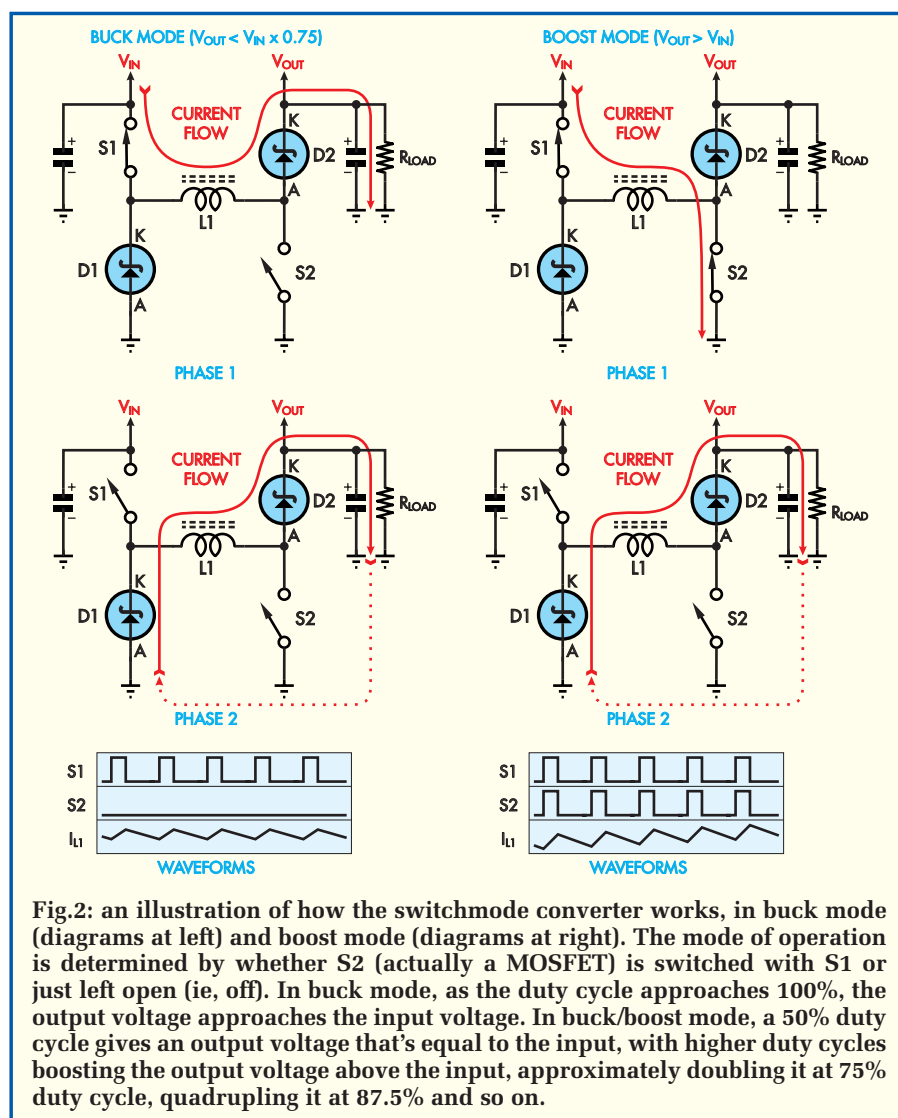 BUCK MODE (VOUT < VIN x 0.75)
VIN
VOUT
CURRENT
FLOW
+
S1
–
K
D2
A
+
–
RLOAD
L1
K
D1
A
S2
PHASE 1
BOOST MODE (VOUT > VIN)
VIN
VOUT
CURRENT
FLOW
+
S1
–
K
D2
A
+
–
RLOAD
L1
K
D1
A
S2
PHASE 1
VIN
VOUT
CURRENT
FLOW
+
S1
–
K
D2
A
+
–
RLOAD
L1
K
D1
A
S2
PHASE 2
VIN
VOUT
CURRENT
FLOW
+
S1
–
K
D2
A
+
–
RLOAD
L1
K
D1
A
S2
PHASE 2
S1
S2
IL1
WAVEFORMS
S1
S2
IL1
WAVEFORMS
Fig.2: an illustration of how the switchmode converter works, in buck mode
(diagrams at left) and boost mode (diagrams at right). The mode of operation
is determined by whether S2 (actually a MOSFET) is switched with S1 or
just left open (ie, off). In buck mode, as the duty cycle approaches 100%, the
output voltage approaches the input voltage. In buck/boost mode, a 50% duty
cycle gives an output voltage that's equal to the input, with higher duty cycles
boosting the output voltage above the input, approximately doubling it at 75%
duty cycle, quadrupling it at 87.5% and so on.